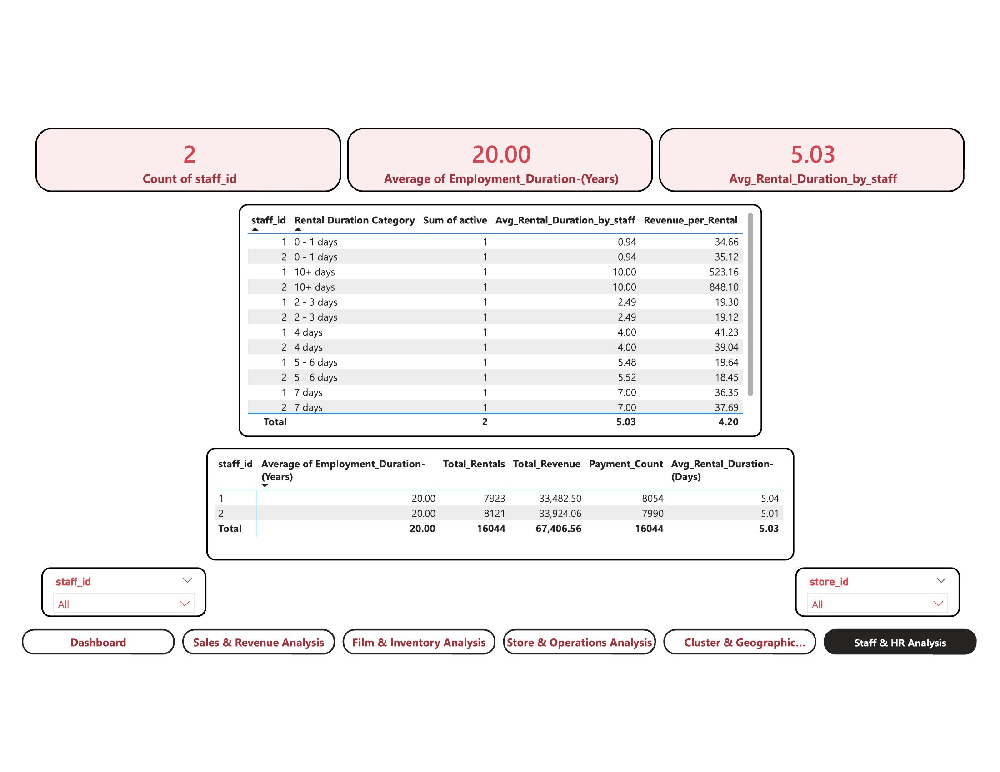 2
Count of staff_id
20.00
Average of Employment_Duration-(Years)
5.03
Avg_Rental_Duration_by_staff
staff_id Rental Duration Category Sum of active Avg_Rental_Duration_by_staff Revenue_per_Rental
1 0 - 1 days 1 0.94 34.66
2 0 - 1 days 1 0.94 35.12
1 10+ days 1 10.00 523.16
2 10+ days 1 10.00 848.10
1 2 - 3 days 1 2.49 19.30
2 2 - 3 days 1 2.49 19.12
1 4 days 1 4.00 41.23
2 4 days 1 4.00 39.04
1 5 - 6 days 1 5.48 19.64
2 5 - 6 days 1 5.52 18.45
1 7 days 1 7.00 36.35
2 7 days 1 7.00 37.69
Total 2 5.03 4.20
staff_id Average of Employment_Duration- Total_Rentals Total_Revenue Payment_Count Avg_Rental_Duration-
(Years) (Days)
1 20.00 7923 33,482.50 8054 5.04
2 20.00 8121 33,924.06 7990 5.01
Total 20.00 16044 67,406.56 16044 5.03
staff_id
All
store_id
All
Dashboard
Sales & Revenue Analysis
Film & Inventory Analysis
Store & Operations Analysis
Cluster & Geographic...
Staff & HR Analysis